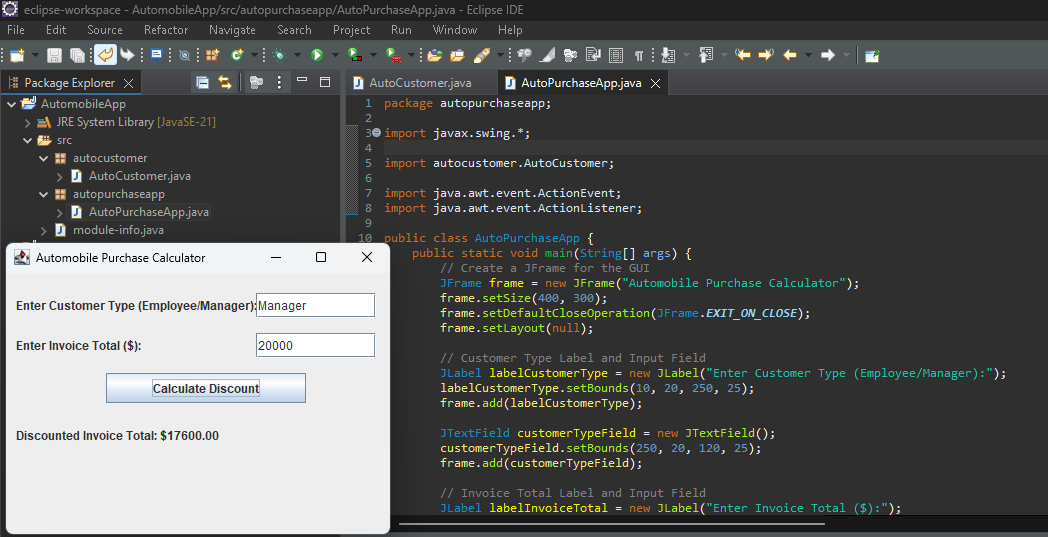 eclipse-workspace - AutomobileApp/src/autopurchaseapp/AutoPurchaseApp.java - Eclipse IDE
File Edit Source Refactor Navigate Search Project Run Window Help
Package Explorer
AutomobileApp
JRE System Library [JavaSE-21]
src
autocustomer
AutoCustomer.java
autopurchaseapp
AutoPurchaseApp.java
module-info.java
AutoCustomer.java AutoPurchaseApp.java
1 package autopurchaseapp;
2
3 import javax.swing.*;
4
5 import autocustomer.AutoCustomer;
6
7 import java.awt.event.ActionEvent;
8 import java.awt.event.ActionListener;
9
10 public class AutoPurchaseApp {
public static void main(String[] args) {
// Create a JFrame for the GUI
JFrame frame = new JFrame("Automobile Purchase Calculator");
frame.setSize(400, 300);
frame.setDefaultCloseOperation(JFrame.EXIT_ON_CLOSE);
frame.setLayout(null);
// Customer Type Label and Input Field
JLabel labelCustomerType = new JLabel("Enter Customer Type (Employee/Manager):");
labelCustomerType.setBounds(10, 20, 250, 25);
frame.add(labelCustomerType);
JTextField customerTypeField = new JTextField();
customerTypeField.setBounds(250, 20, 120, 25);
frame.add(customerTypeField);
// Invoice Total Label and Input Field
JLabel labelInvoiceTotal = new JLabel("Enter Invoice Total ($):");
Automobile Purchase Calculator
Enter Customer Type (Employee/Manager): Manager
Enter Invoice Total ($): 20000
Calculate Discount
Discounted Invoice Total: $17600.00